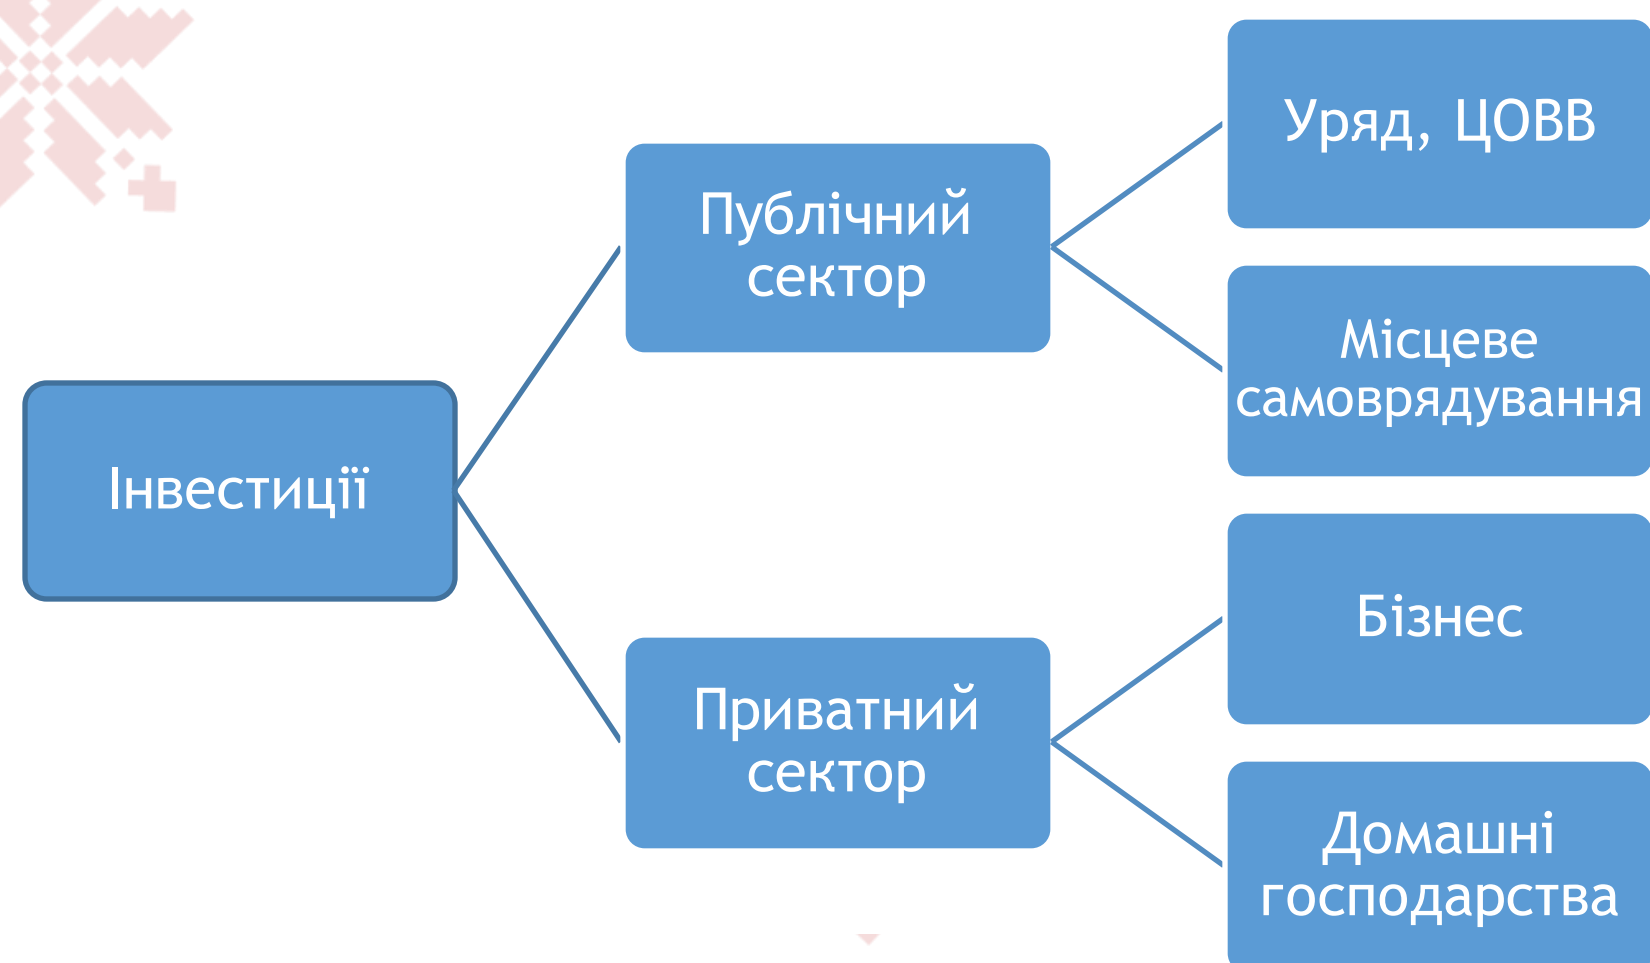 Інвестиції
Публічний
сектор
Уряд, ЦОВВ
Місцеве
самоврядування
Приватний
сектор
Бізнес
Домашні
господарства